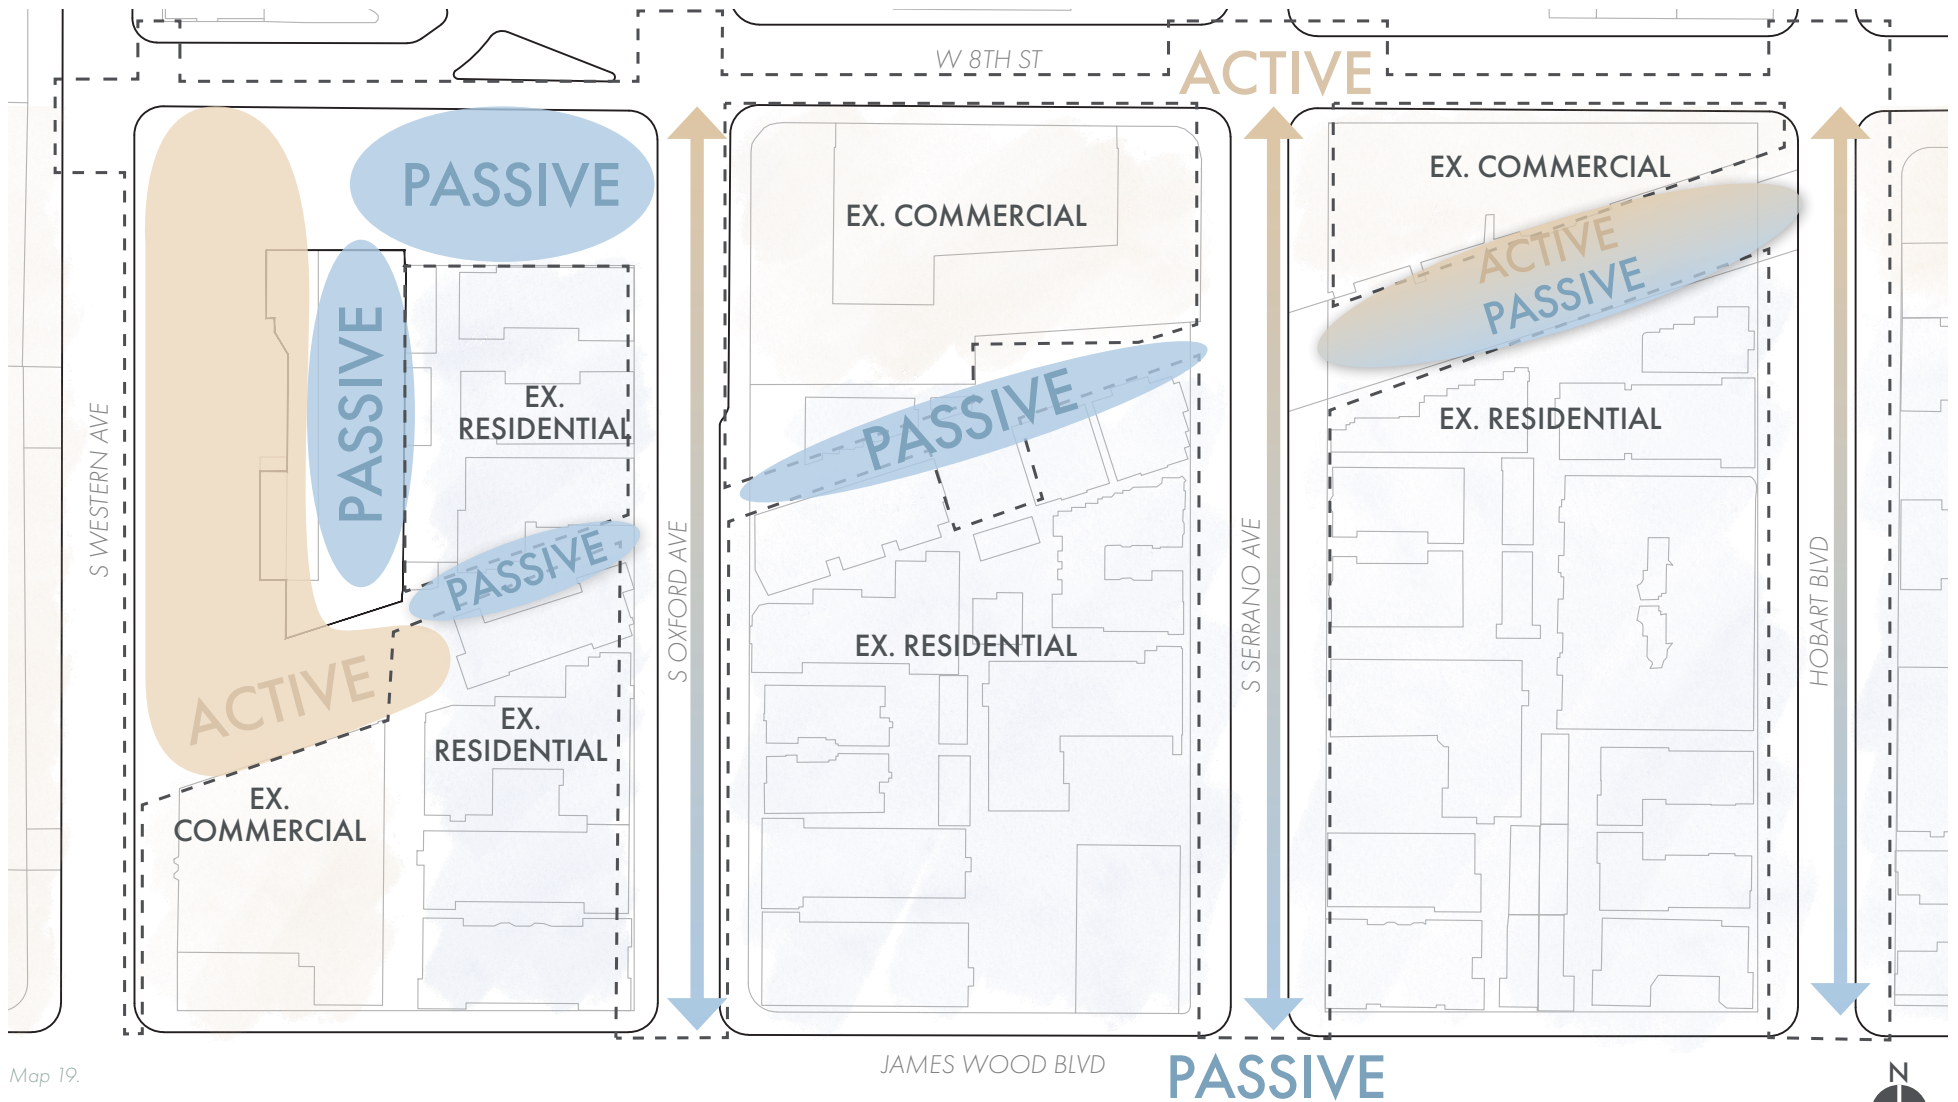 W 8TH ST
ACTIVE
PASSIVE
EX. COMMERCIAL
EX. COMMERCIAL
ACTIVE
PASSIVE
PASSIVE
EX.
RESIDENTIAL
PASSIVE
EX. RESIDENTIAL
S WESTERN AVE
PASSIVE
S OXFORD AVE
S SERRANO AVE
HOBART BLVD
EX. RESIDENTIAL
ACTIVE
EX.
RESIDENTIAL
EX.
COMMERCIAL
JAMES WOOD BLVD
PASSIVE
Map 19.
N